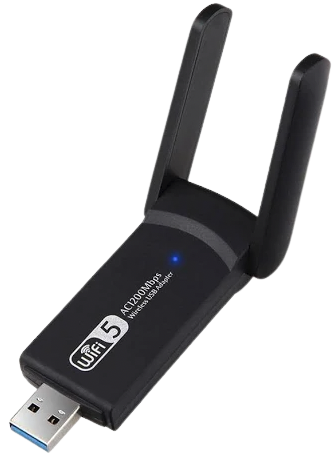 AC1200Mbps
Wireless USB Adapter
WiFi 5